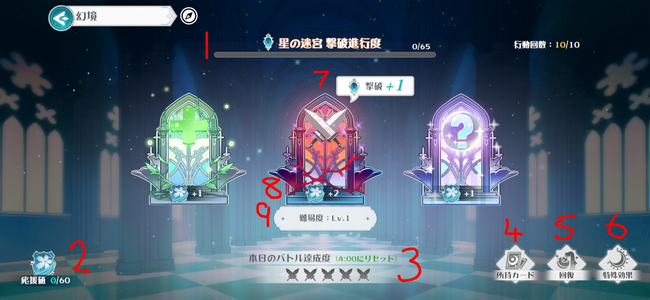 幻境
1
星の迷宮 撃破進行度 0/65
行動回数：10/10
7
撃破 +1
?
+1
+2
+1
8
9
難易度：Lv.1
2
応援値 0/60
本日のバトル達成度 (4:00にリセット)
3
4
所持カード
5
回復
6
特殊効果